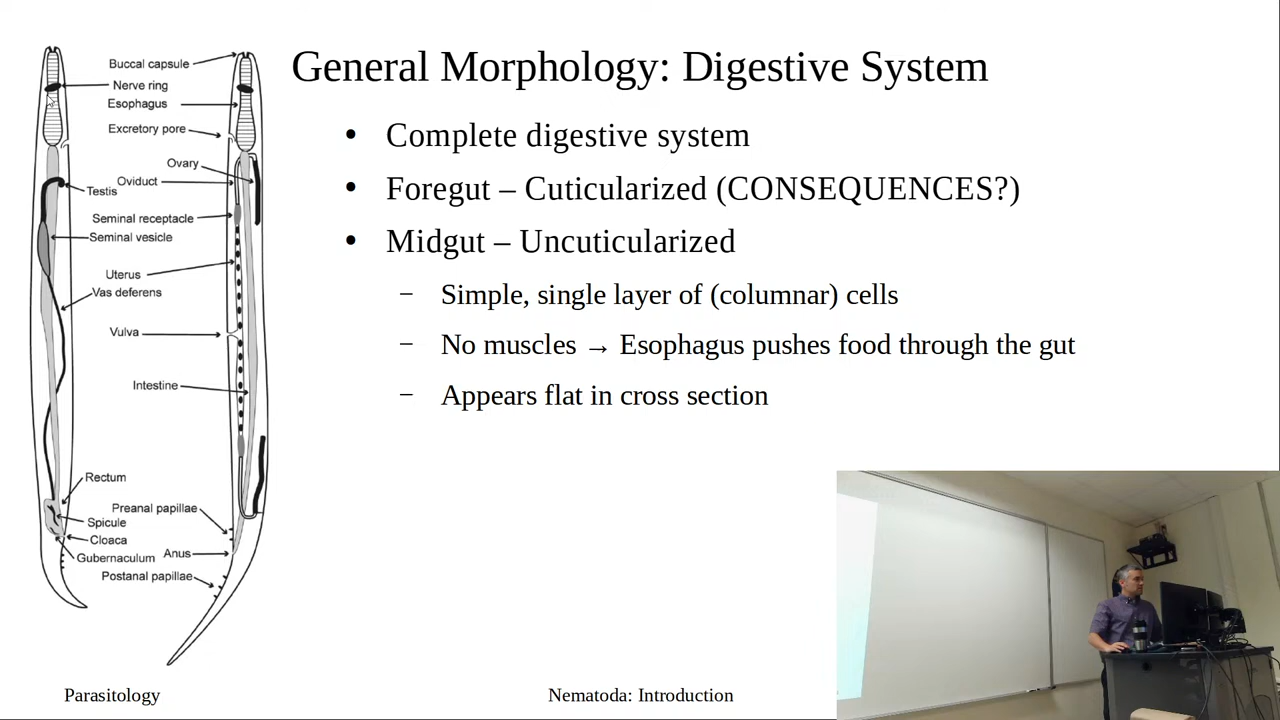 General Morphology: Digestive System
• Complete digestive system
• Foregut – Cuticularized (CONSEQUENCES?)
• Midgut – Uncuticularized
– Simple, single layer of (columnar) cells
– No muscles → Esophagus pushes food through the gut
– Appears flat in cross section
Buccal capsule
Nerve ring
Esophagus
Excretory pore
Ovary
Oviduct
Testis
Seminal receptacle
Seminal vesicle
Uterus
Vas deferens
Vulva
Intestine
Rectum
Preanal papillae
Spicule
Cloaca
Gubernaculum
Anus
Postanal papillae
Parasitology
Nematoda: Introduction